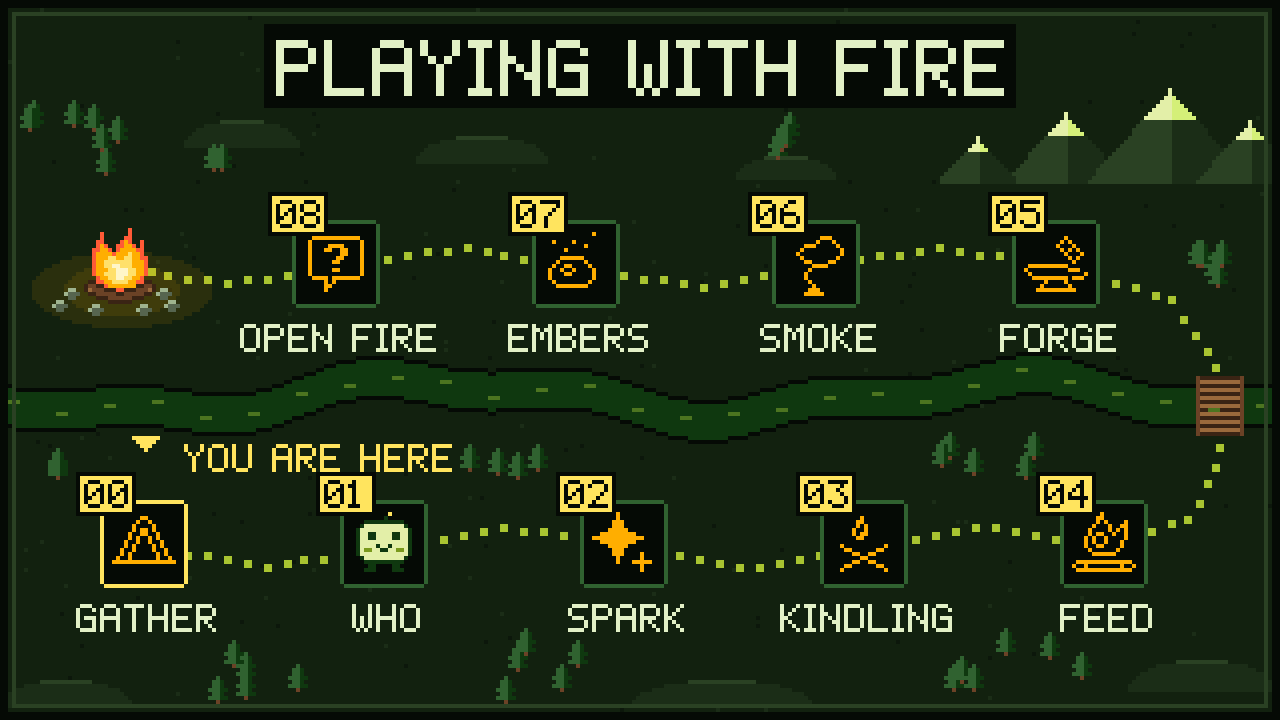 PLAYING WITH FIRE
08
07
06
05
?
OPEN FIRE
EMBERS
SMOKE
FORGE
YOU ARE HERE
00
01
02
03
04
GATHER
WHO
SPARK
KINDLING
FEED